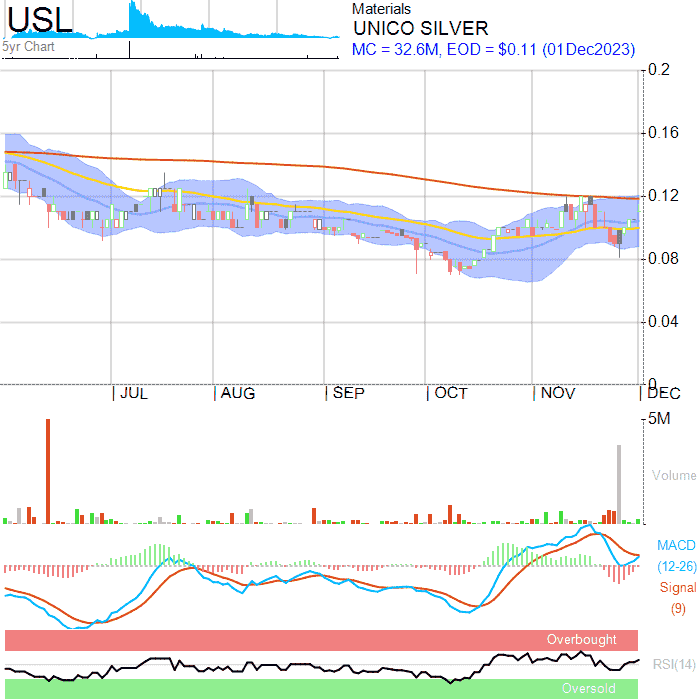 USL
5yr Chart
Materials
UNICO SILVER
MC = 32.6M, EOD = $0.11 (01Dec2023)
0.2
0.16
0.12
0.08
0.04
0
JUL AUG SEP OCT NOV DEC
5M
Volume
MACD
(12-26)
Signal
(9)
Overbought
RSI(14)
Oversold